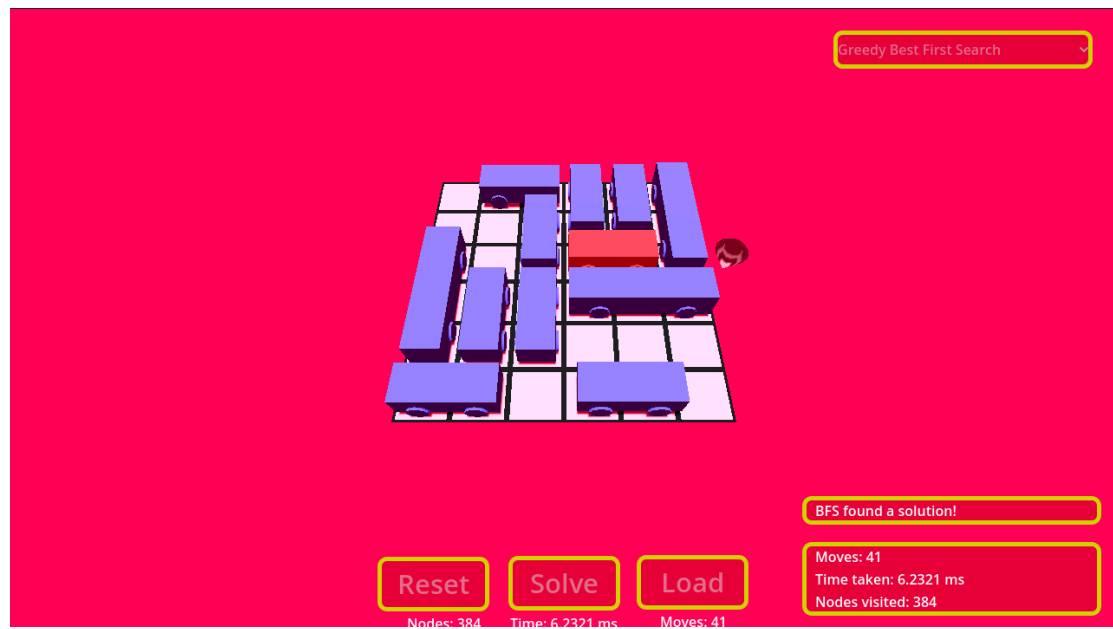 Greedy Best First Search
BFS found a solution!
Moves: 41
Time taken: 6.2321 ms
Nodes visited: 384
Reset
Solve
Load
Nodes: 384
Time: 6.2321 ms
Moves: 41